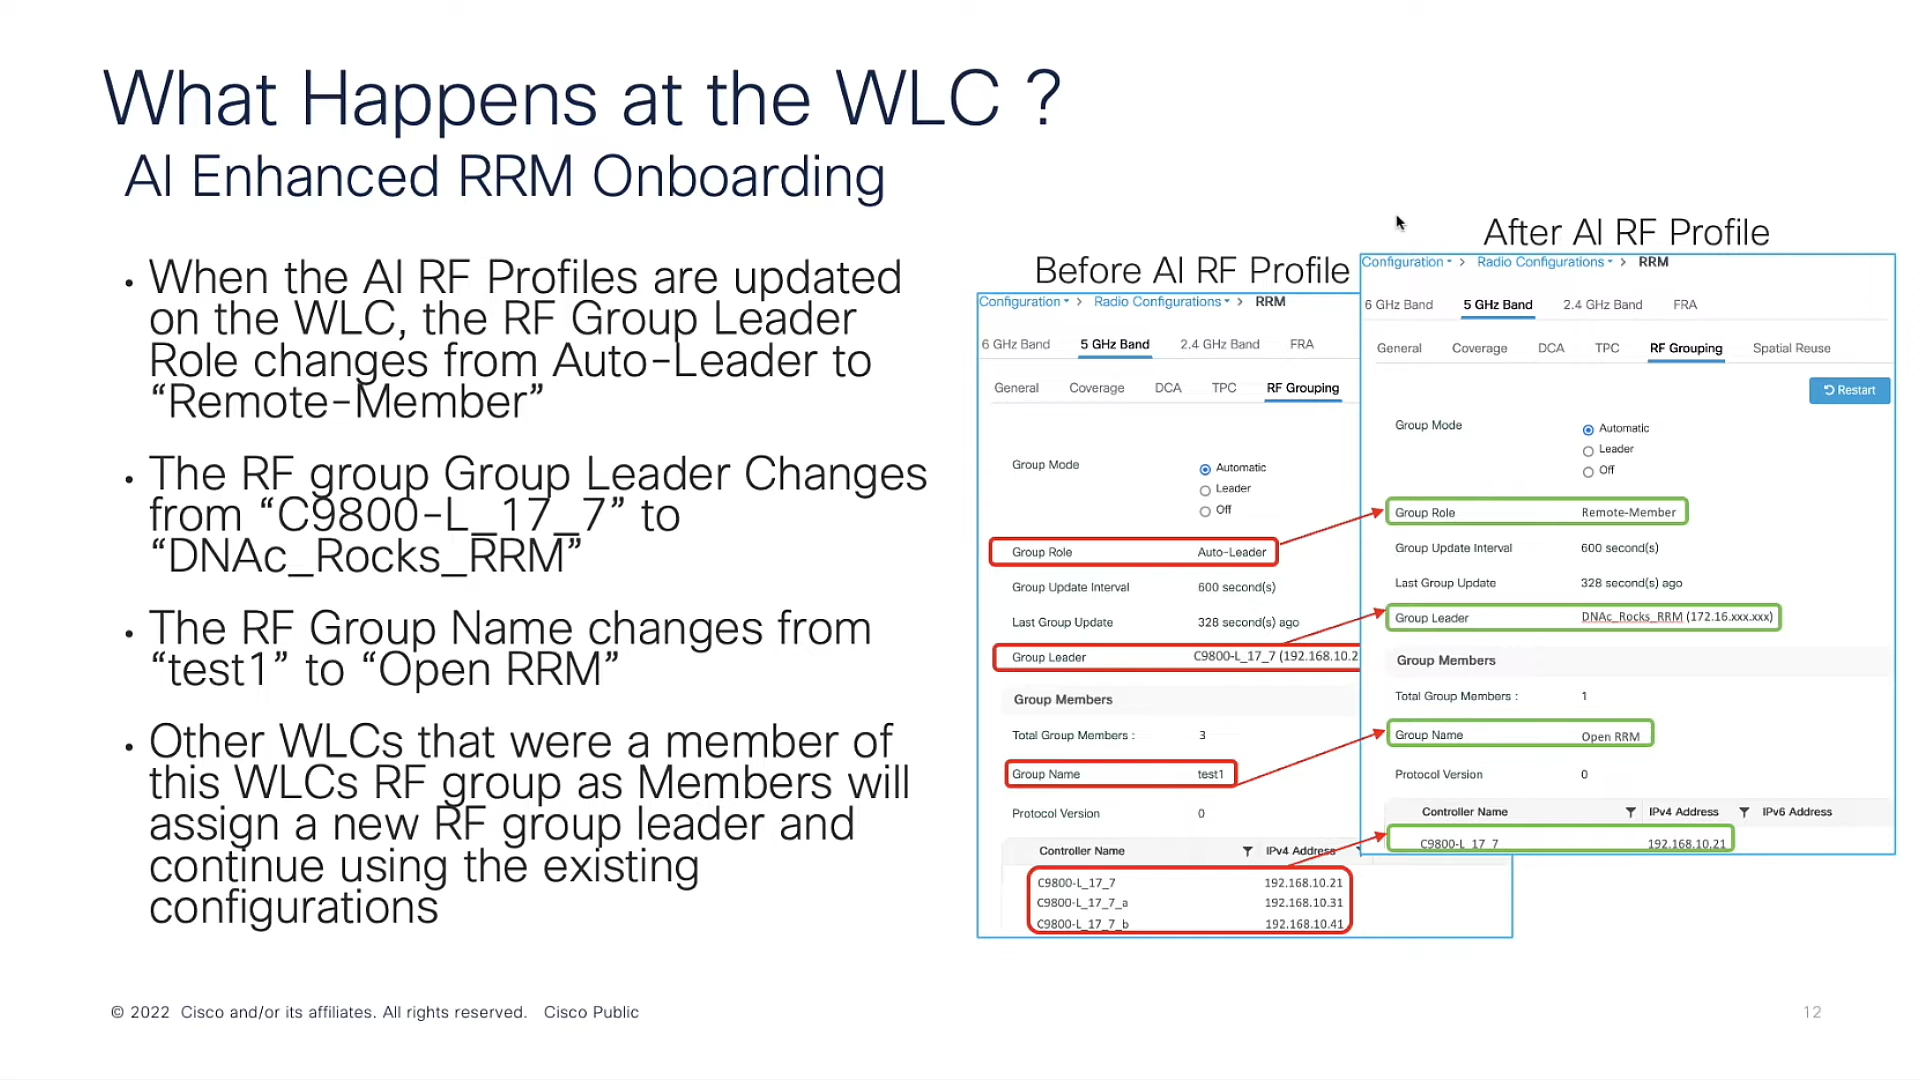 What Happens at the WLC ?
AI Enhanced RRM Onboarding
• When the AI RF Profiles are updated
on the WLC, the RF Group Leader
Role changes from Auto-Leader to
“Remote-Member”
• The RF group Group Leader Changes
from “C9800-L_17_7” to
“DNAc_Rocks_RRM”
• The RF Group Name changes from
“test1” to “Open RRM”
• Other WLCs that were a member of
this WLCs RF group as Members will
assign a new RF group leader and
continue using the existing
configurations
Before AI RF Profile
Configuration > Radio Configurations > RRM
6 GHz Band 5 GHz Band 2.4 GHz Band FRA
General Coverage DCA TPC RF Grouping
Group Mode Automatic
Leader
Off
Group Role Auto-Leader
Group Update Interval 600 second(s)
Last Group Update 328 second(s) ago
Group Leader C9800-L_17_7 (192.168.10.2
Group Members
Total Group Members : 3
Group Name test1
Protocol Version 0
Controller Name IPv4 Address
C9800-L_17_7 192.168.10.21
C9800-L_17_7_a 192.168.10.31
C9800-L_17_7_b 192.168.10.41
After AI RF Profile
Configuration > Radio Configurations > RRM
6 GHz Band 5 GHz Band 2.4 GHz Band FRA
General Coverage DCA TPC RF Grouping Spatial Reuse
Restart
Group Mode Automatic
Leader
Off
Group Role Remote-Member
Group Update Interval 600 second(s)
Last Group Update 328 second(s) ago
Group Leader DNAc_Rocks_RRM (172.16.xxx.xxx)
Group Members
Total Group Members : 1
Group Name Open RRM
Protocol Version 0
Controller Name IPv4 Address IPv6 Address
C9800-L_17_7 192.168.10.21
© 2022 Cisco and/or its affiliates. All rights reserved. Cisco Public
12